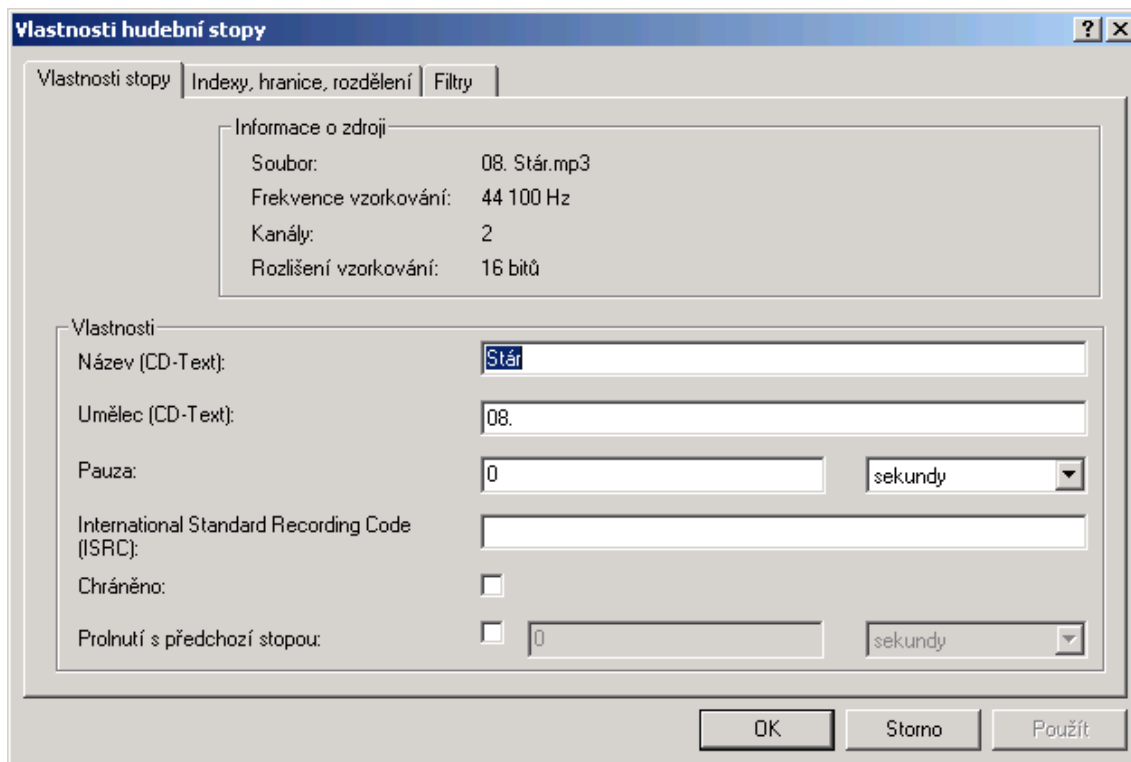 Vlastnosti hudební stopy
Vlastnosti stopy Indexy, hranice, rozdělení Filtry
Informace o zdroji
Soubor: 08. Stár.mp3
Frekvence vzorkování: 44 100 Hz
Kanály: 2
Rozlišení vzorkování: 16 bitů
Vlastnosti
Název (CD-Text): Stár
Umělec (CD-Text): 08.
Pauza: 0 sekundy
International Standard Recording Code
(ISRC):
Chráněno:
Prolnutí s předchozí stopou: 0 sekundy
OK Storno Použít